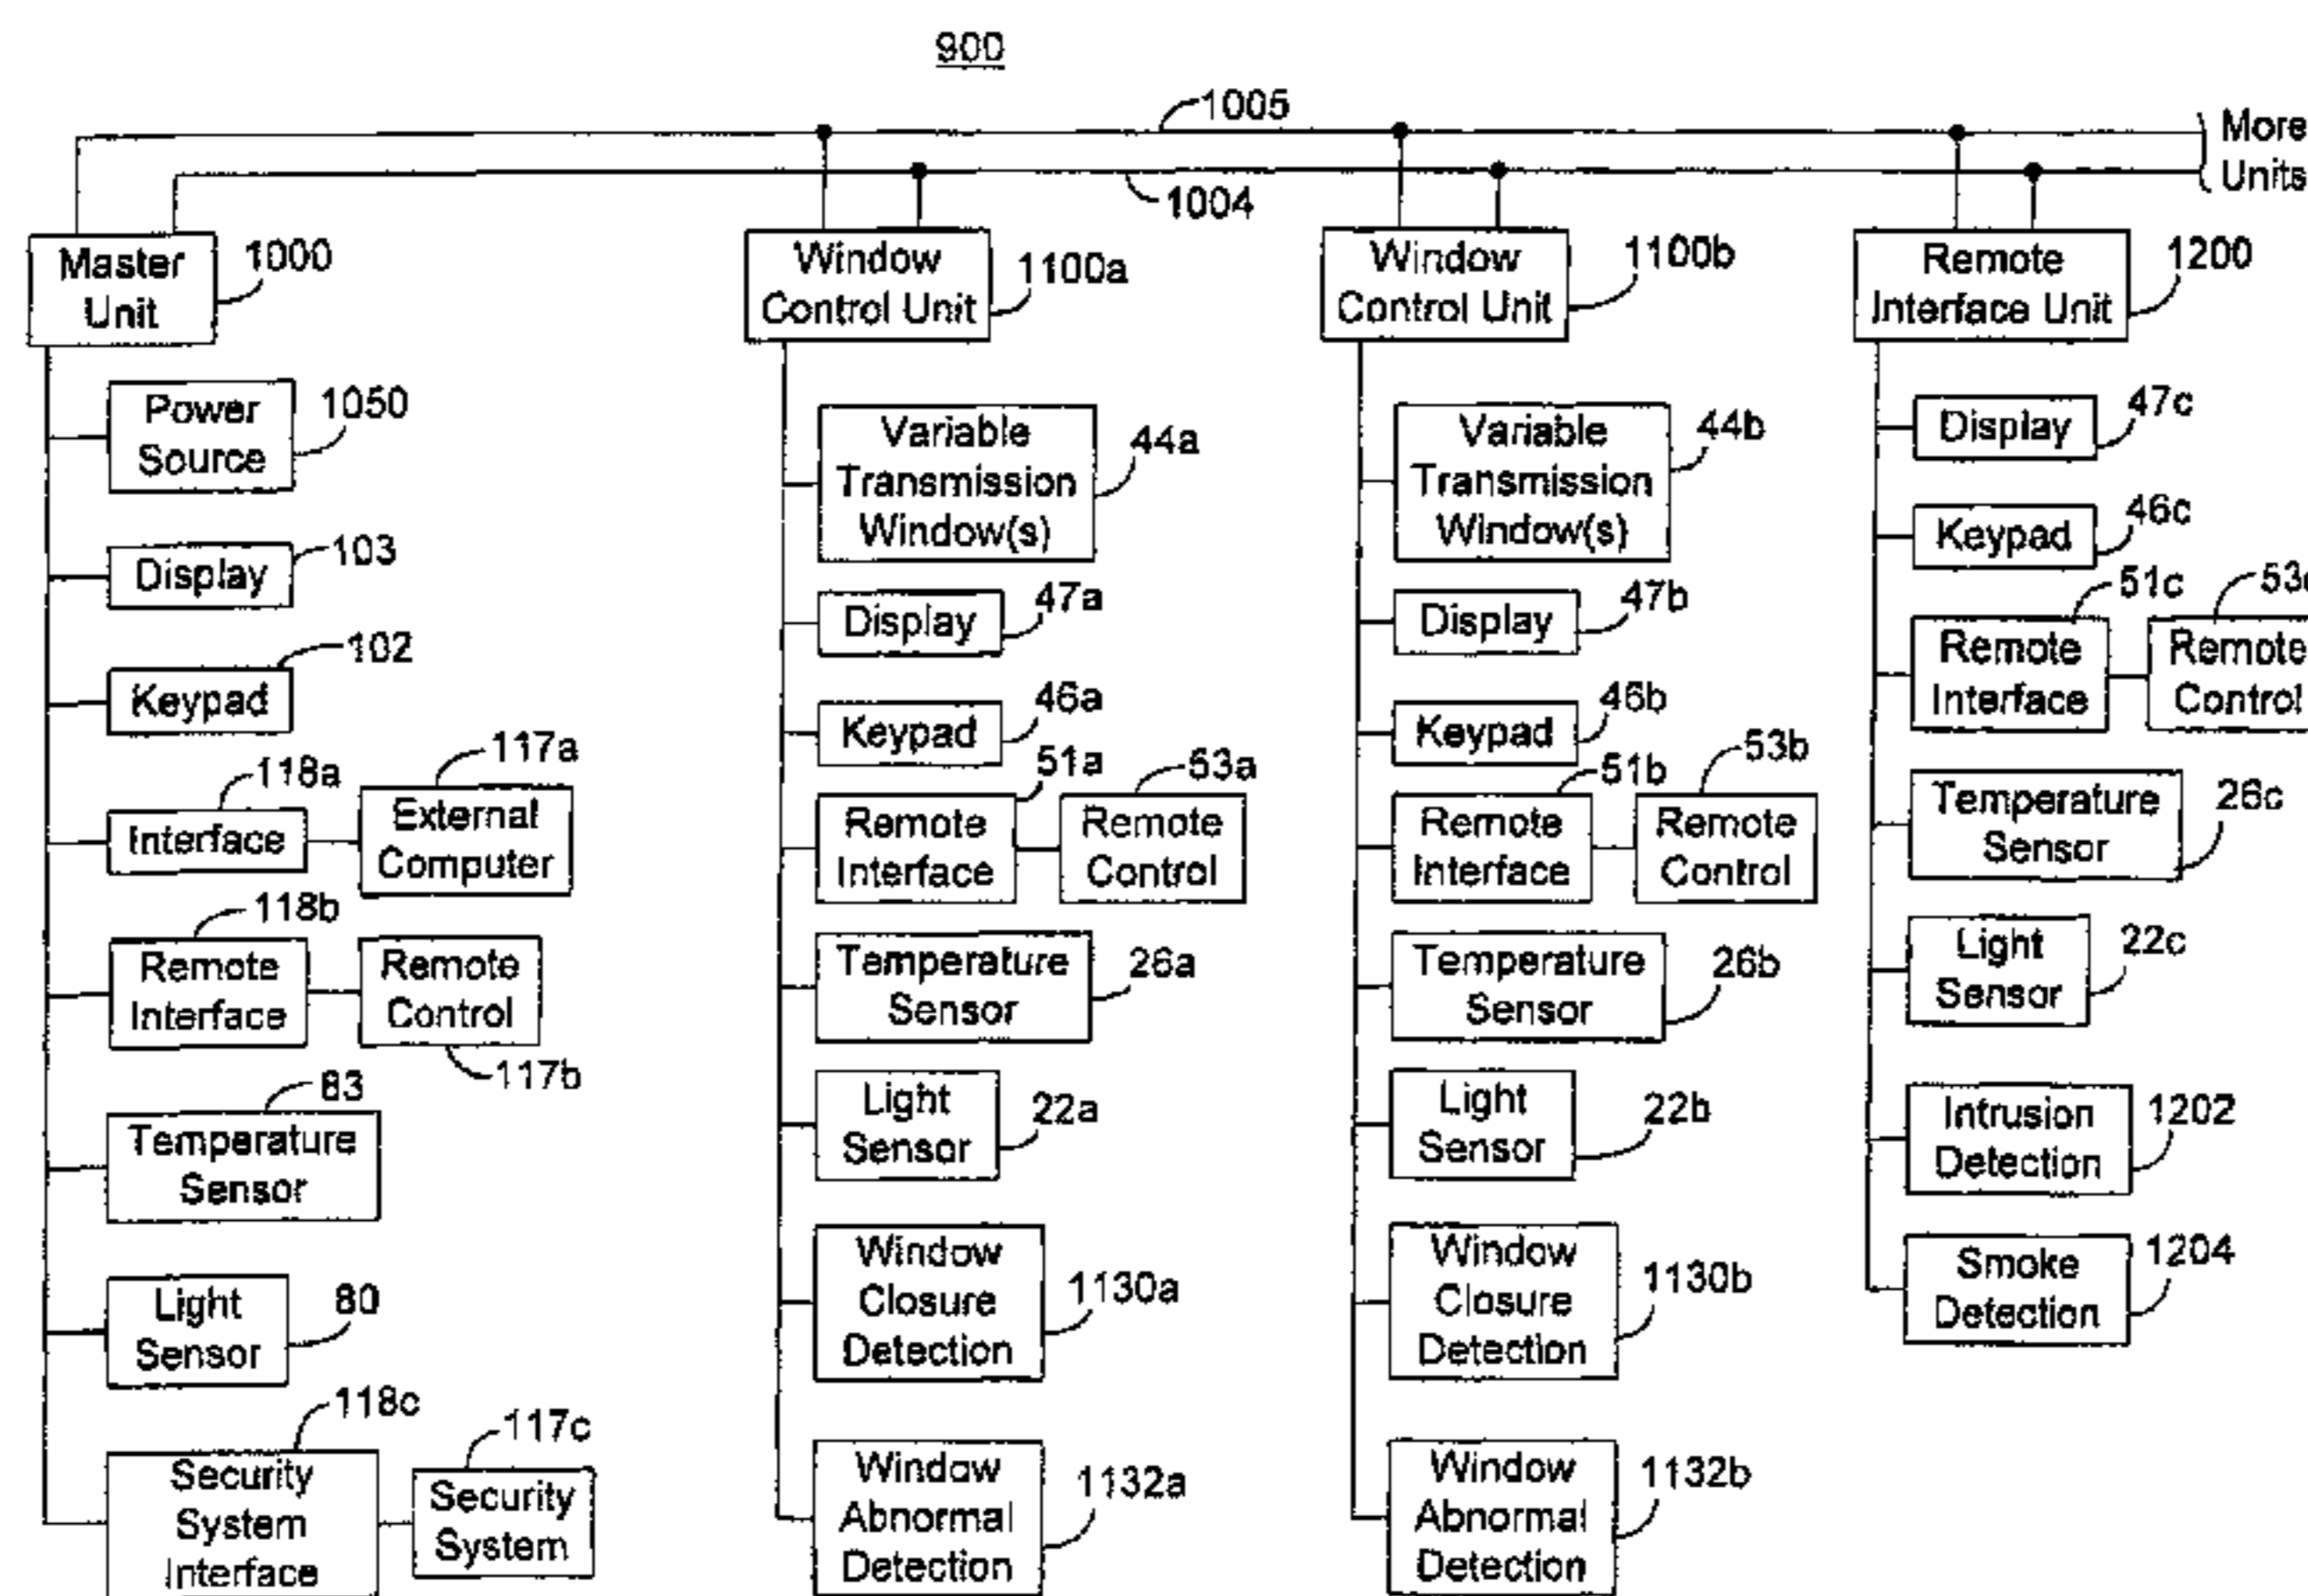 900
1005
More
Units
1004
Master
Unit
1000
Power
Source
1050
Display
103
Keypad
102
Interface
118a
External
Computer
117a
Remote
Interface
118b
Remote
Control
117b
Temperature
Sensor
83
Light
Sensor
80
Security
System
Interface
118c
Security
System
117c
Window
Control Unit
1100a
Variable
Transmission
Window(s)
44a
Display
47a
Keypad
46a
Remote
Interface
51a
Remote
Control
53a
Temperature
Sensor
26a
Light
Sensor
22a
Window
Closure
Detection
1130a
Window
Abnormal
Detection
1132a
Window
Control Unit
1100b
Variable
Transmission
Window(s)
44b
Display
47b
Keypad
46b
Remote
Interface
51b
Remote
Control
53b
Temperature
Sensor
26b
Light
Sensor
22b
Window
Closure
Detection
1130b
Window
Abnormal
Detection
1132b
Remote
Interface Unit
1200
Display
47c
Keypad
46c
Remote
Interface
51c
Remote
Control
Temperature
Sensor
26c
Light
Sensor
22c
Intrusion
Detection
1202
Smoke
Detection
1204